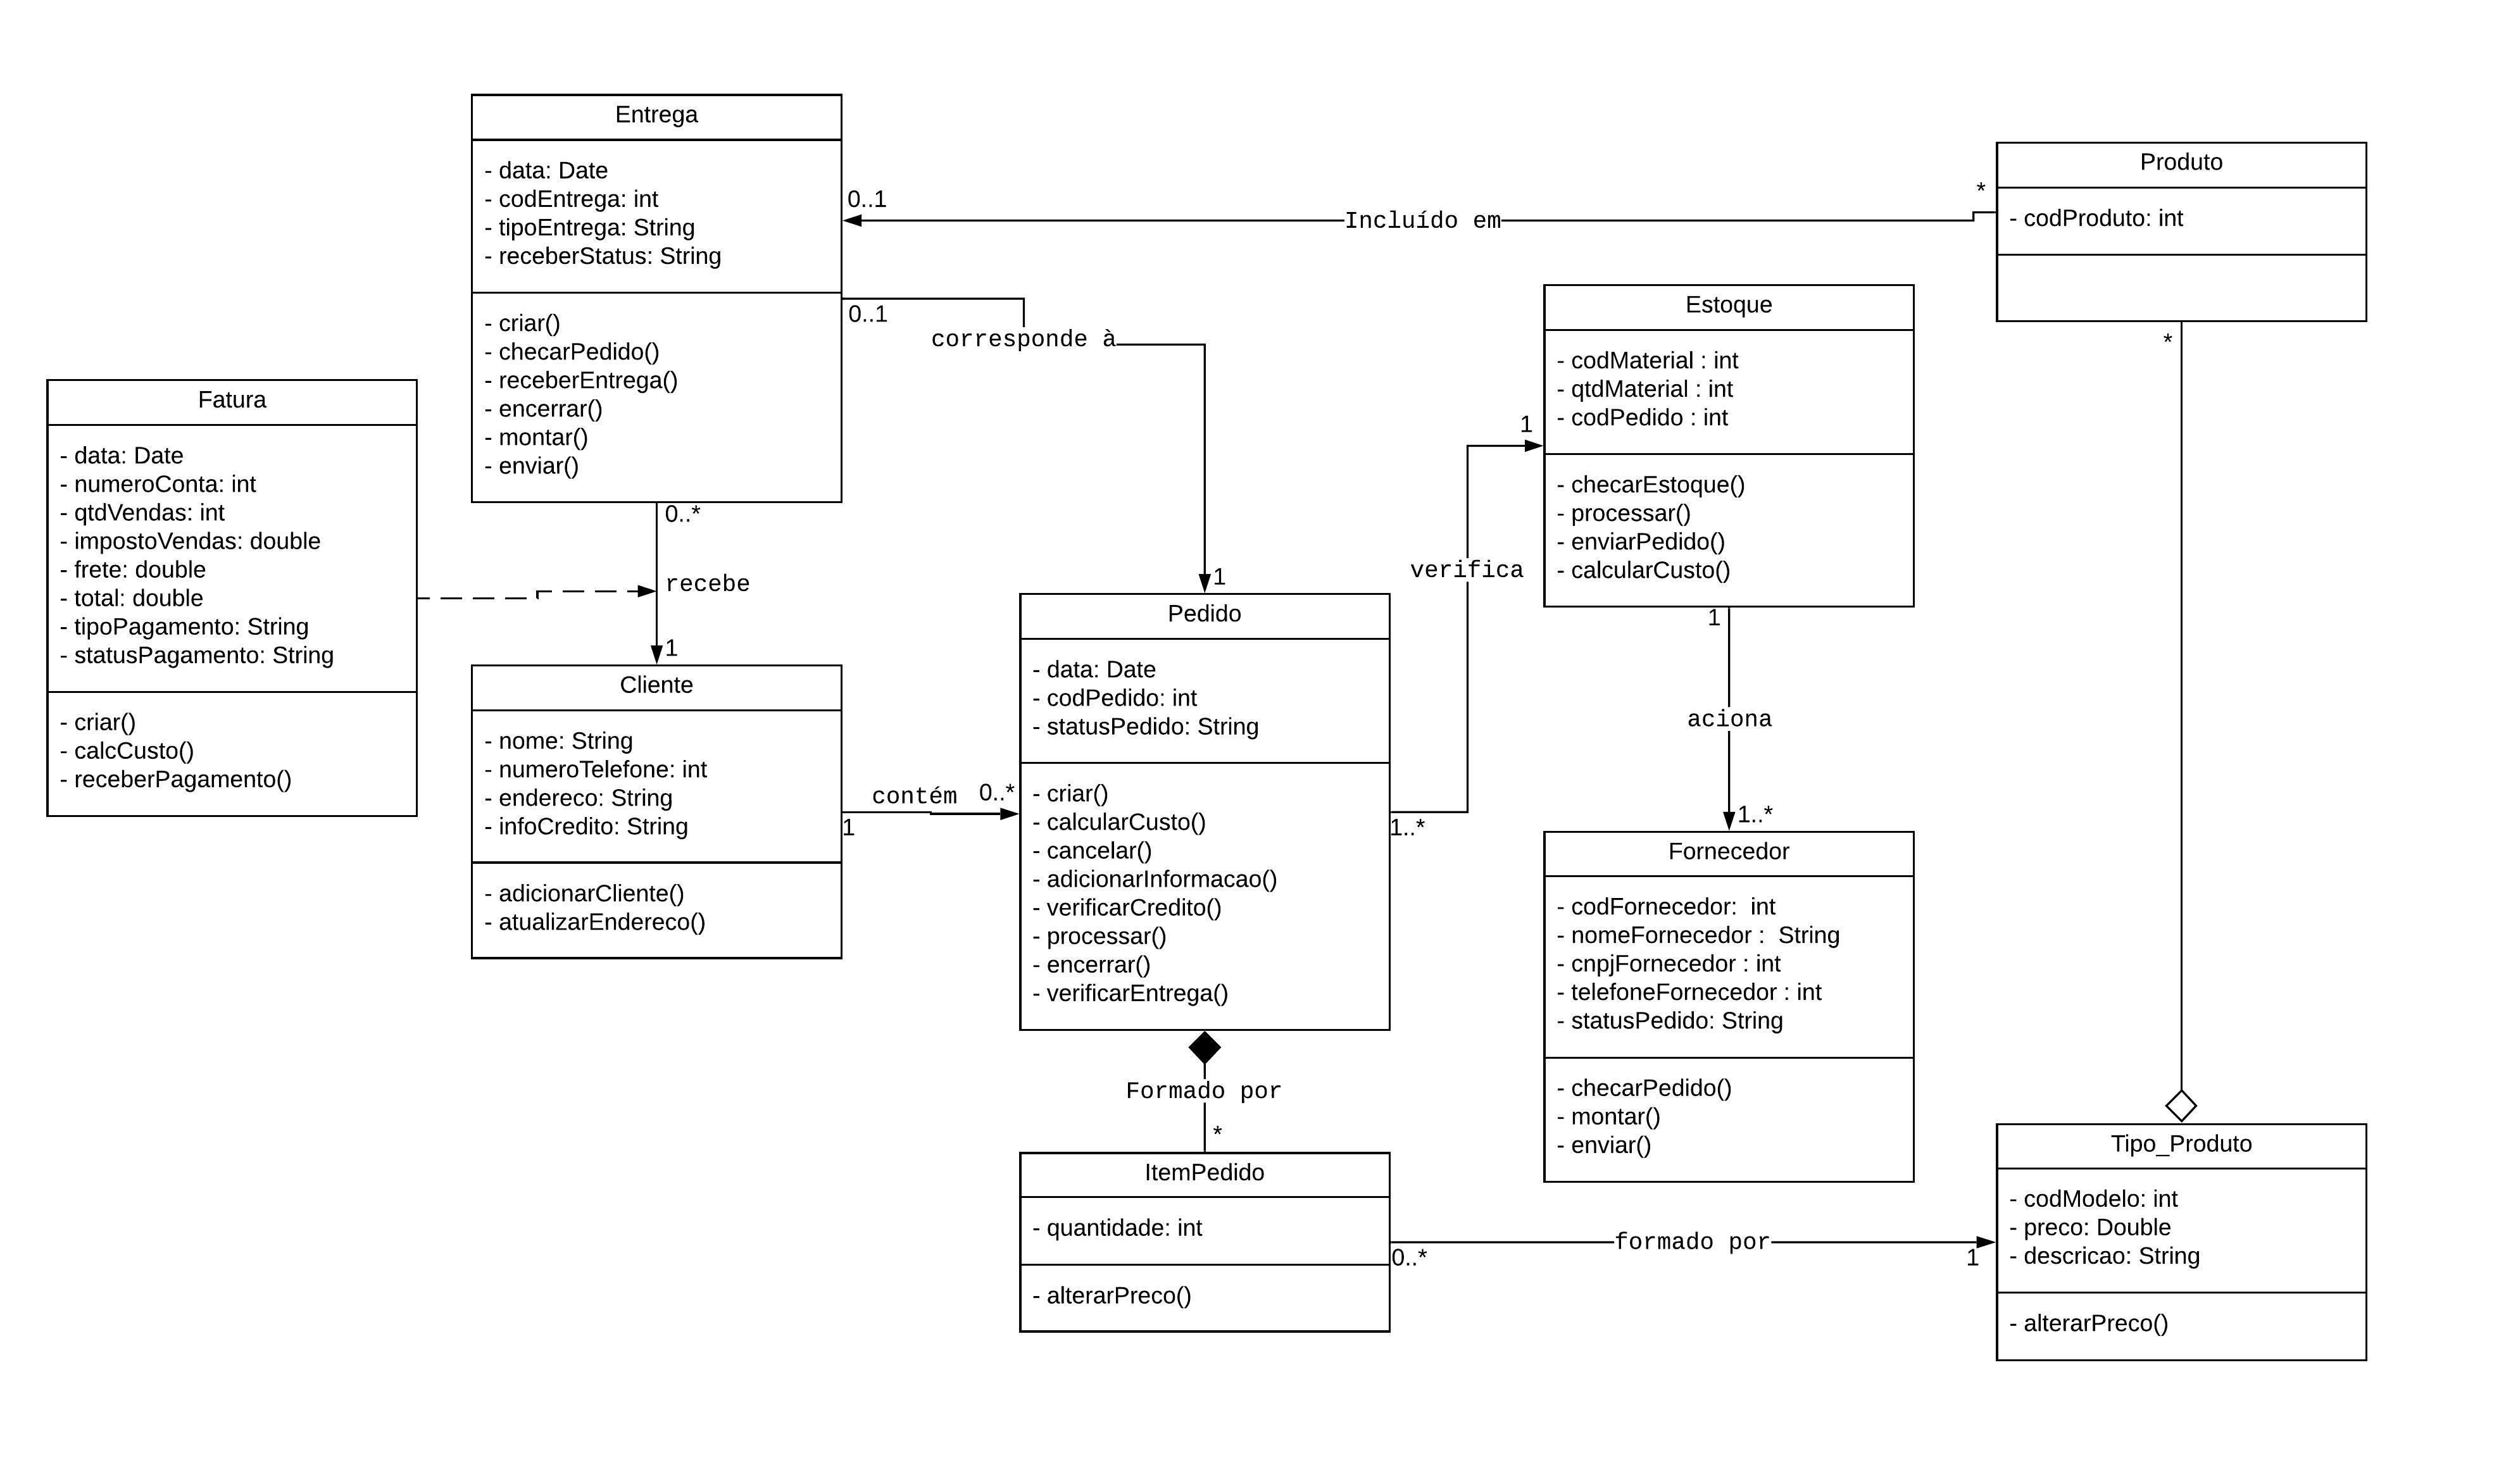 Entrega
- data: Date
- codEntrega: int
- tipoEntrega: String
- receberStatus: String
- criar()
- checarPedido()
- receberEntrega()
- encerrar()
- montar()
- enviar()
0..1
Incluído em
*
Produto
- codProduto: int
*
0..1
corresponde à
1
Estoque
- codMaterial : int
- qtdMaterial : int
- codPedido : int
- checarEstoque()
- processar()
- enviarPedido()
- calcularCusto()
1
verifica
1..*
1
aciona
1..*
Fatura
- data: Date
- numeroConta: int
- qtdVendas: int
- impostoVendas: double
- frete: double
- total: double
- tipoPagamento: String
- statusPagamento: String
- criar()
- calcCusto()
- receberPagamento()
0..*
recebe
1
Cliente
- nome: String
- numeroTelefone: int
- endereco: String
- infoCredito: String
- adicionarCliente()
- atualizarEndereco()
1
contém
0..*
Pedido
- data: Date
- codPedido: int
- statusPedido: String
- criar()
- calcularCusto()
- cancelar()
- adicionarInformacao()
- verificarCredito()
- processar()
- encerrar()
- verificarEntrega()
Formado por
*
Fornecedor
- codFornecedor:  int
- nomeFornecedor :  String
- cnpjFornecedor : int
- telefoneFornecedor : int
- statusPedido: String
- checarPedido()
- montar()
- enviar()
ItemPedido
- quantidade: int
- alterarPreco()
0..*
formado por
1
Tipo_Produto
- codModelo: int
- preco: Double
- descricao: String
- alterarPreco()